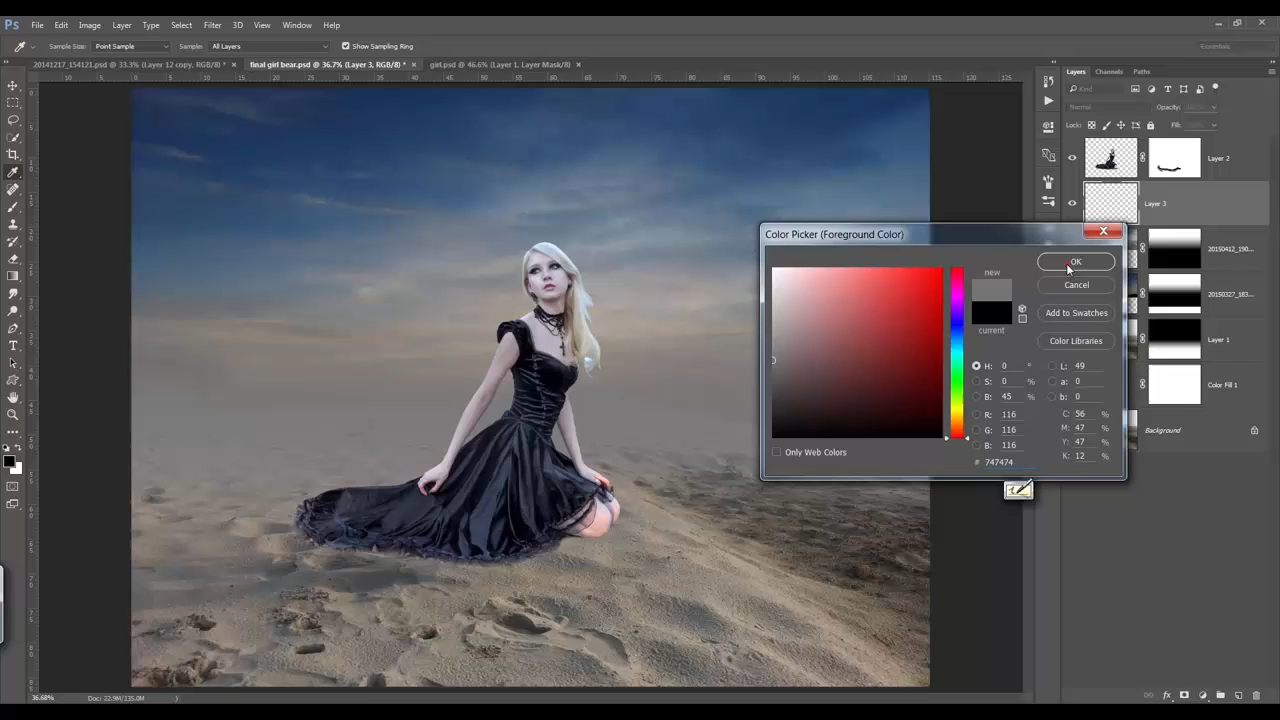 Ps File Edit Image Layer Type Select Filter 3D View Window Help
Sample Size: Point Sample Sample: All Layers Show Sampling Ring Essentials
20141217_154121.psd @ 33.3% (Layer 12 copy, RGB/8) * × final girl bear.psd @ 36.7% (Layer 3, RGB/8) * × girl.psd @ 46.6% (Layer 1, Layer Mask/8) ×
Layers Channels Paths
Kind
Normal Opacity:
Lock: Fill:
Layer 2
Layer 3
20150412_190...
20150327_183...
Layer 1
Color Fill 1
Background
Color Picker (Foreground Color)
new
current
OK
Cancel
Add to Swatches
Color Libraries
H: 0 ° L: 49
S: 0 % a: 0
B: 45 % b: 0
R: 116 C: 56 %
G: 116 M: 47 %
B: 116 Y: 47 %
# 747474 K: 12 %
Only Web Colors
36.68% Doc: 22.9M/135.0M